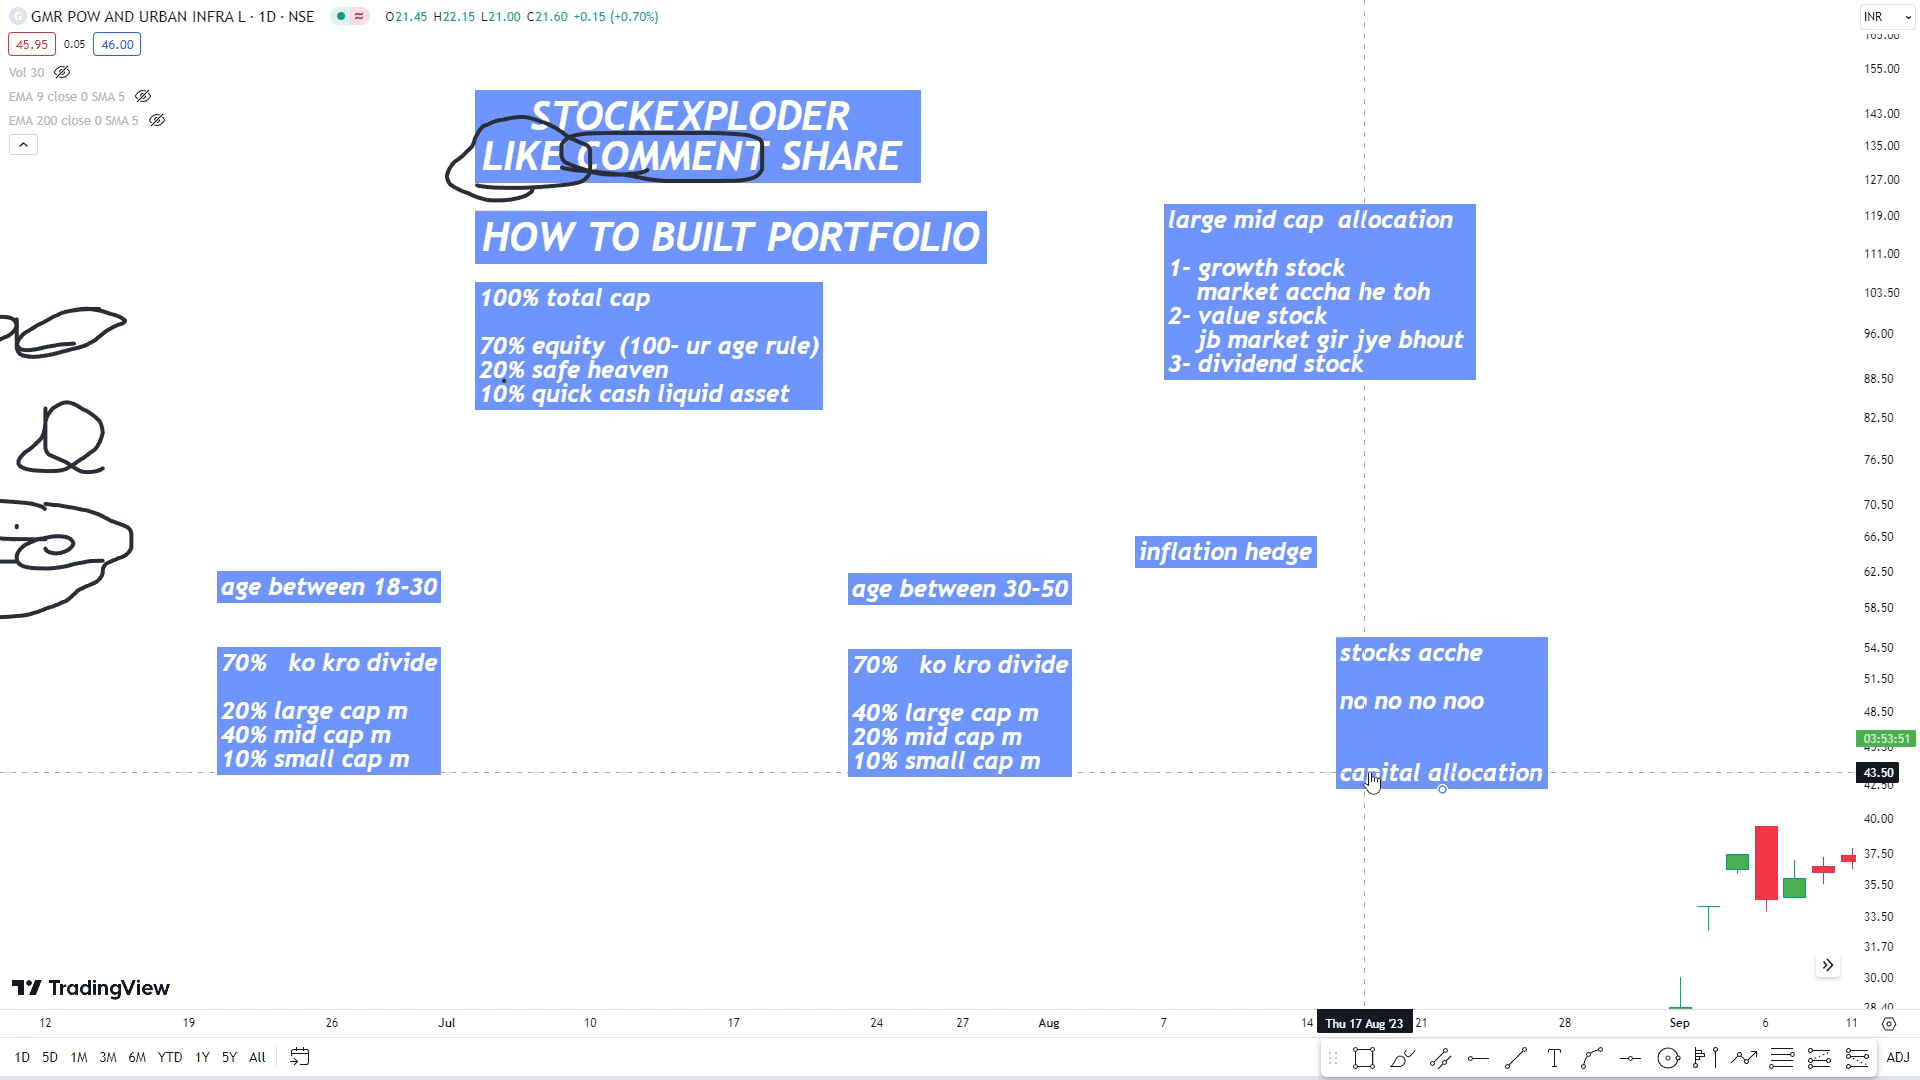 GMR POW AND URBAN INFRA L · 1D · NSE
O21.45 H22.15 L21.00 C21.60 +0.15 (+0.70%)
INR
45.95 0.05 46.00
Vol 30
EMA 9 close 0 SMA 5
EMA 200 close 0 SMA 5
STOCKEXPLODER
LIKE COMMENT SHARE
HOW TO BUILT PORTFOLIO
100% total cap
70% equity (100- ur age rule)
20% safe heaven
10% quick cash liquid asset
large mid cap allocation
1- growth stock
market accha he toh
2- value stock
jb market gir jye bhout
3- dividend stock
inflation hedge
age between 18-30
70% ko kro divide
20% large cap m
40% mid cap m
10% small cap m
age between 30-50
70% ko kro divide
40% large cap m
20% mid cap m
10% small cap m
stocks acche
no no no noo
capital allocation
165.00
155.00
143.00
135.00
127.00
119.00
111.00
103.50
96.00
88.50
82.50
76.50
70.50
66.50
62.50
58.50
54.50
51.50
48.50
03:53:51
43.50
42.50
40.00
37.50
35.50
33.50
31.70
30.00
28.40
TradingView
12 19 26 Jul 10 17 24 27 Aug 7 14 Thu 17 Aug '23 21 28 Sep 6 11
1D 5D 1M 3M 6M YTD 1Y 5Y All
ADJ